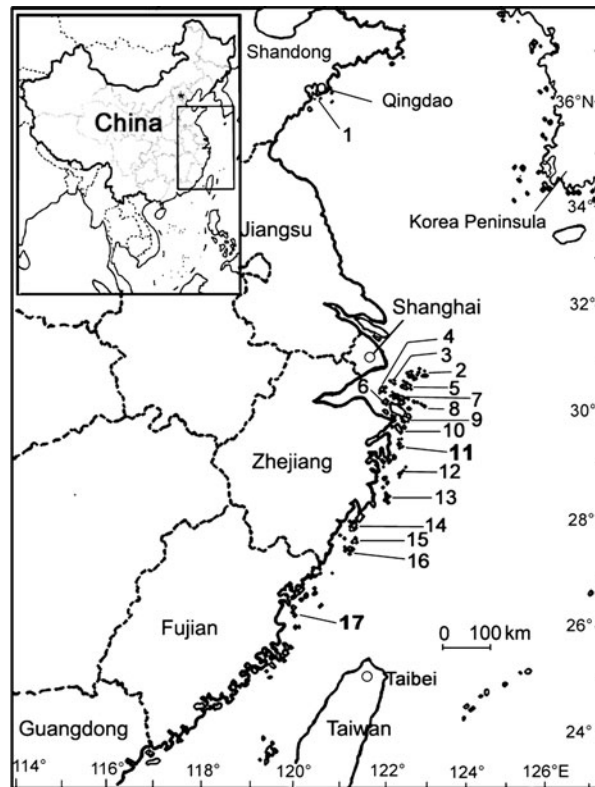 Shandong
Qingdao
36°N
China
1
Korea Peninsula
34°
Jiangsu
Shanghai
32°
4
3
2
6
5
7
8
30°
9
10
Zhejiang
11
12
13
28°
14
15
16
Fujian
17
26°
0 100 km
Taibei
Guangdong
Taiwan
24°
114° 116° 118° 120° 122° 124° 126°E